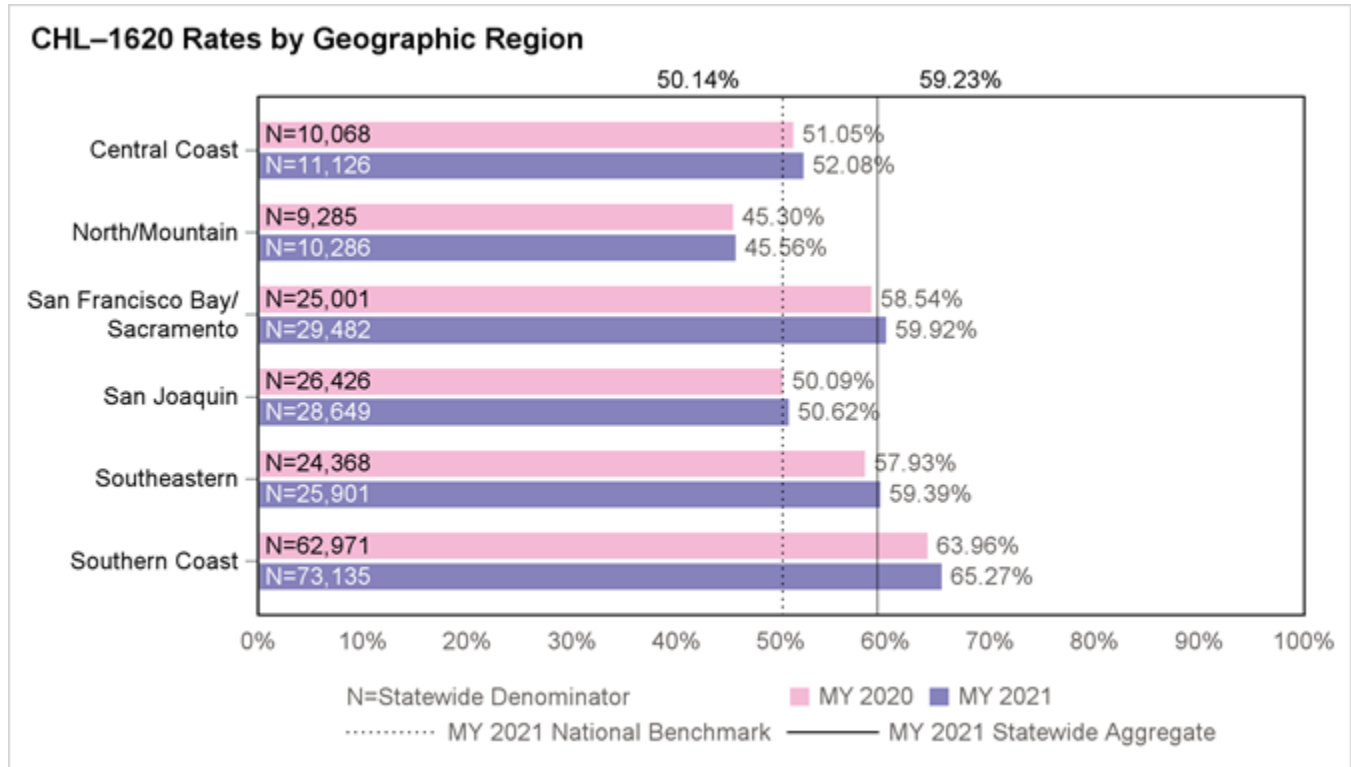 CHL–1620 Rates by Geographic Region
50.14% 59.23%
Central Coast
N=10,068 51.05%
N=11,126 52.08%
North/Mountain
N=9,285 45.30%
N=10,286 45.56%
San Francisco Bay/
Sacramento
N=25,001 58.54%
N=29,482 59.92%
San Joaquin
N=26,426 50.09%
N=28,649 50.62%
Southeastern
N=24,368 57.93%
N=25,901 59.39%
Southern Coast
N=62,971 63.96%
N=73,135 65.27%
0% 10% 20% 30% 40% 50% 60% 70% 80% 90% 100%
N=Statewide Denominator MY 2020 MY 2021
MY 2021 National Benchmark MY 2021 Statewide Aggregate